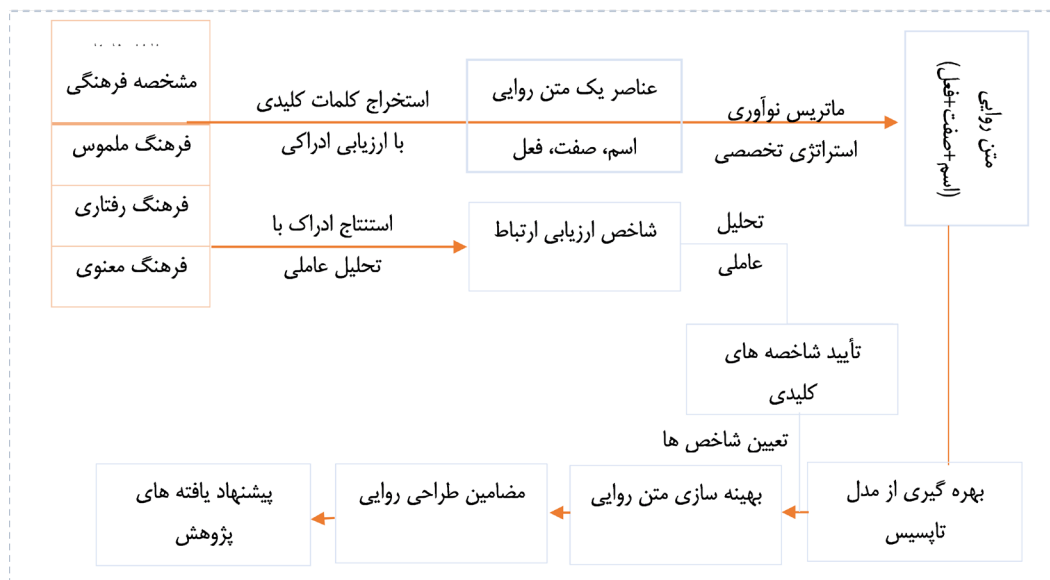 مشخصه فرهنگی
فرهنگ ملموس
فرهنگ رفتاری
فرهنگ معنوی
استخراج کلمات کلیدی
با ارزیابی ادراکی
عناصر یک متن روایی
اسم، صفت، فعل
ماتریس نوآوری
استراتژی تخصصی
متن روایی
(اسم+صفت+فعل)
استنتاج ادراک با
تحلیل عاملی
شاخص ارزیابی ارتباط
تحلیل
عاملی
تأیید شاخصه های
کلیدی
تعیین شاخص ها
بهره گیری از مدل
تاپسیس
بهینه سازی متن روایی
مضامین طراحی روایی
پیشنهاد یافته های
پژوهش